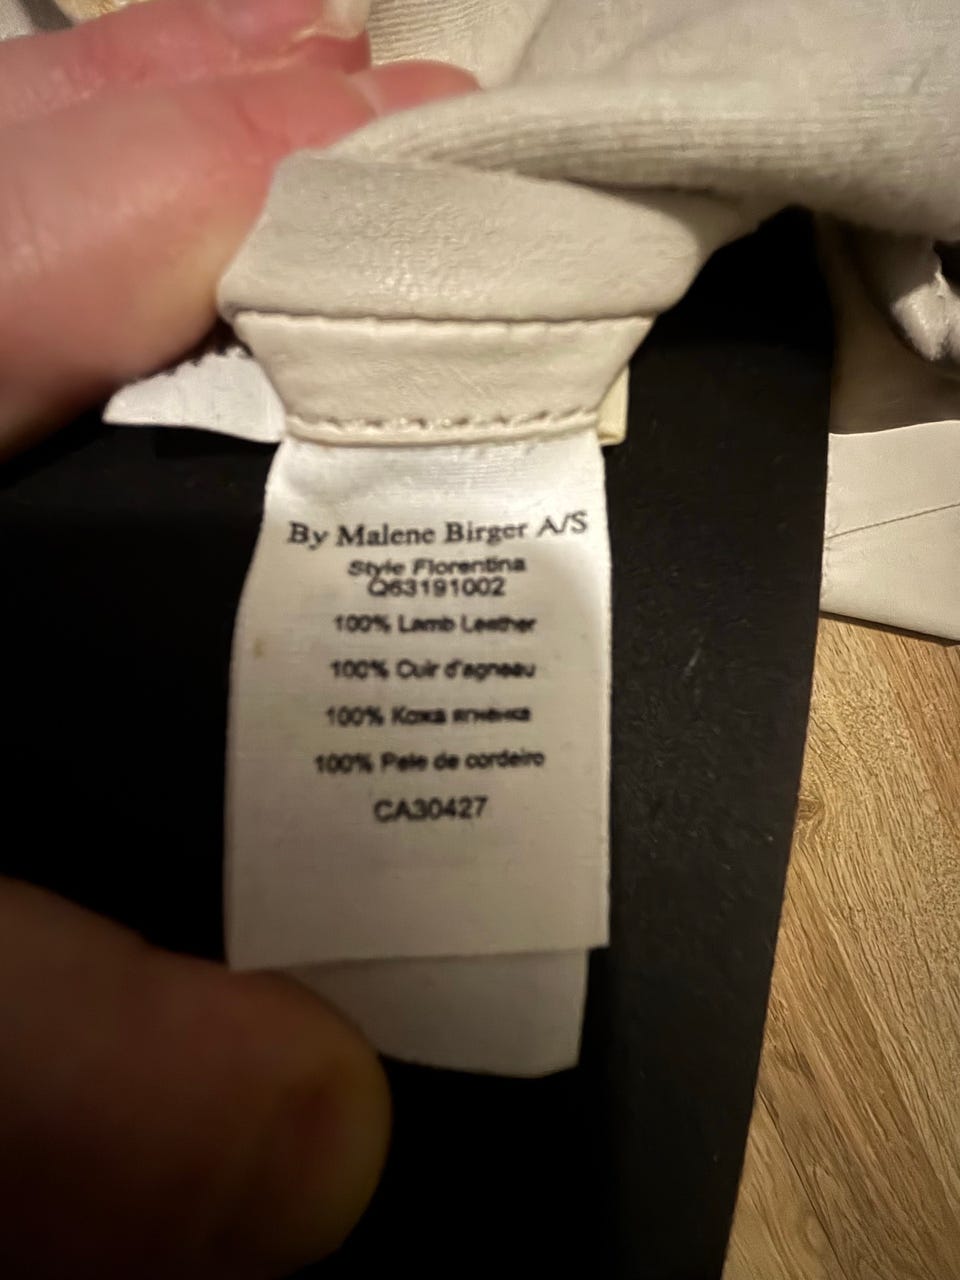 By Malene Birger A/S
Style Florentina
Q63191002
100% Lamb Leather
100% Cuir d'agneau
100% Кожа ягненка
100% Pele de cordeiro
CA30427